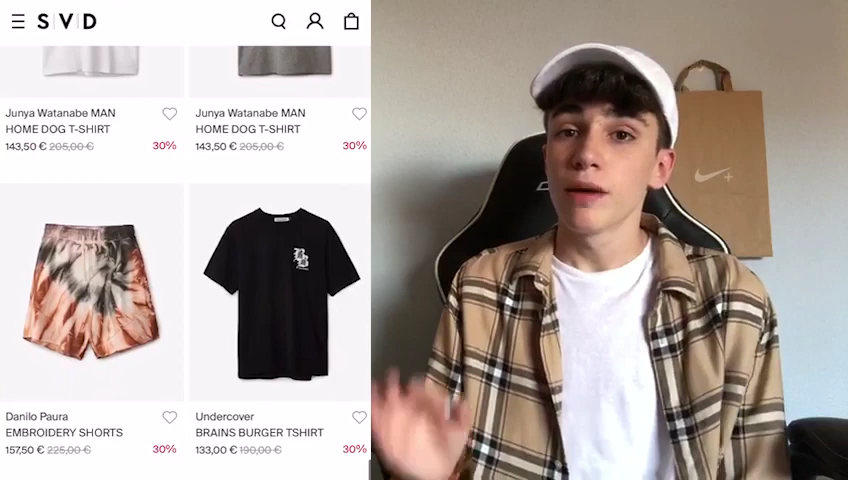 S V D
Junya Watanabe MAN
HOME DOG T-SHIRT
143,50 € 205,00 €
30%
Junya Watanabe MAN
HOME DOG T-SHIRT
143,50 € 205,00 €
30%
Danilo Paura
EMBROIDERY SHORTS
157,50 € 225,00 €
30%
Undercover
BRAINS BURGER TSHIRT
133,00 € 190,00 €
30%